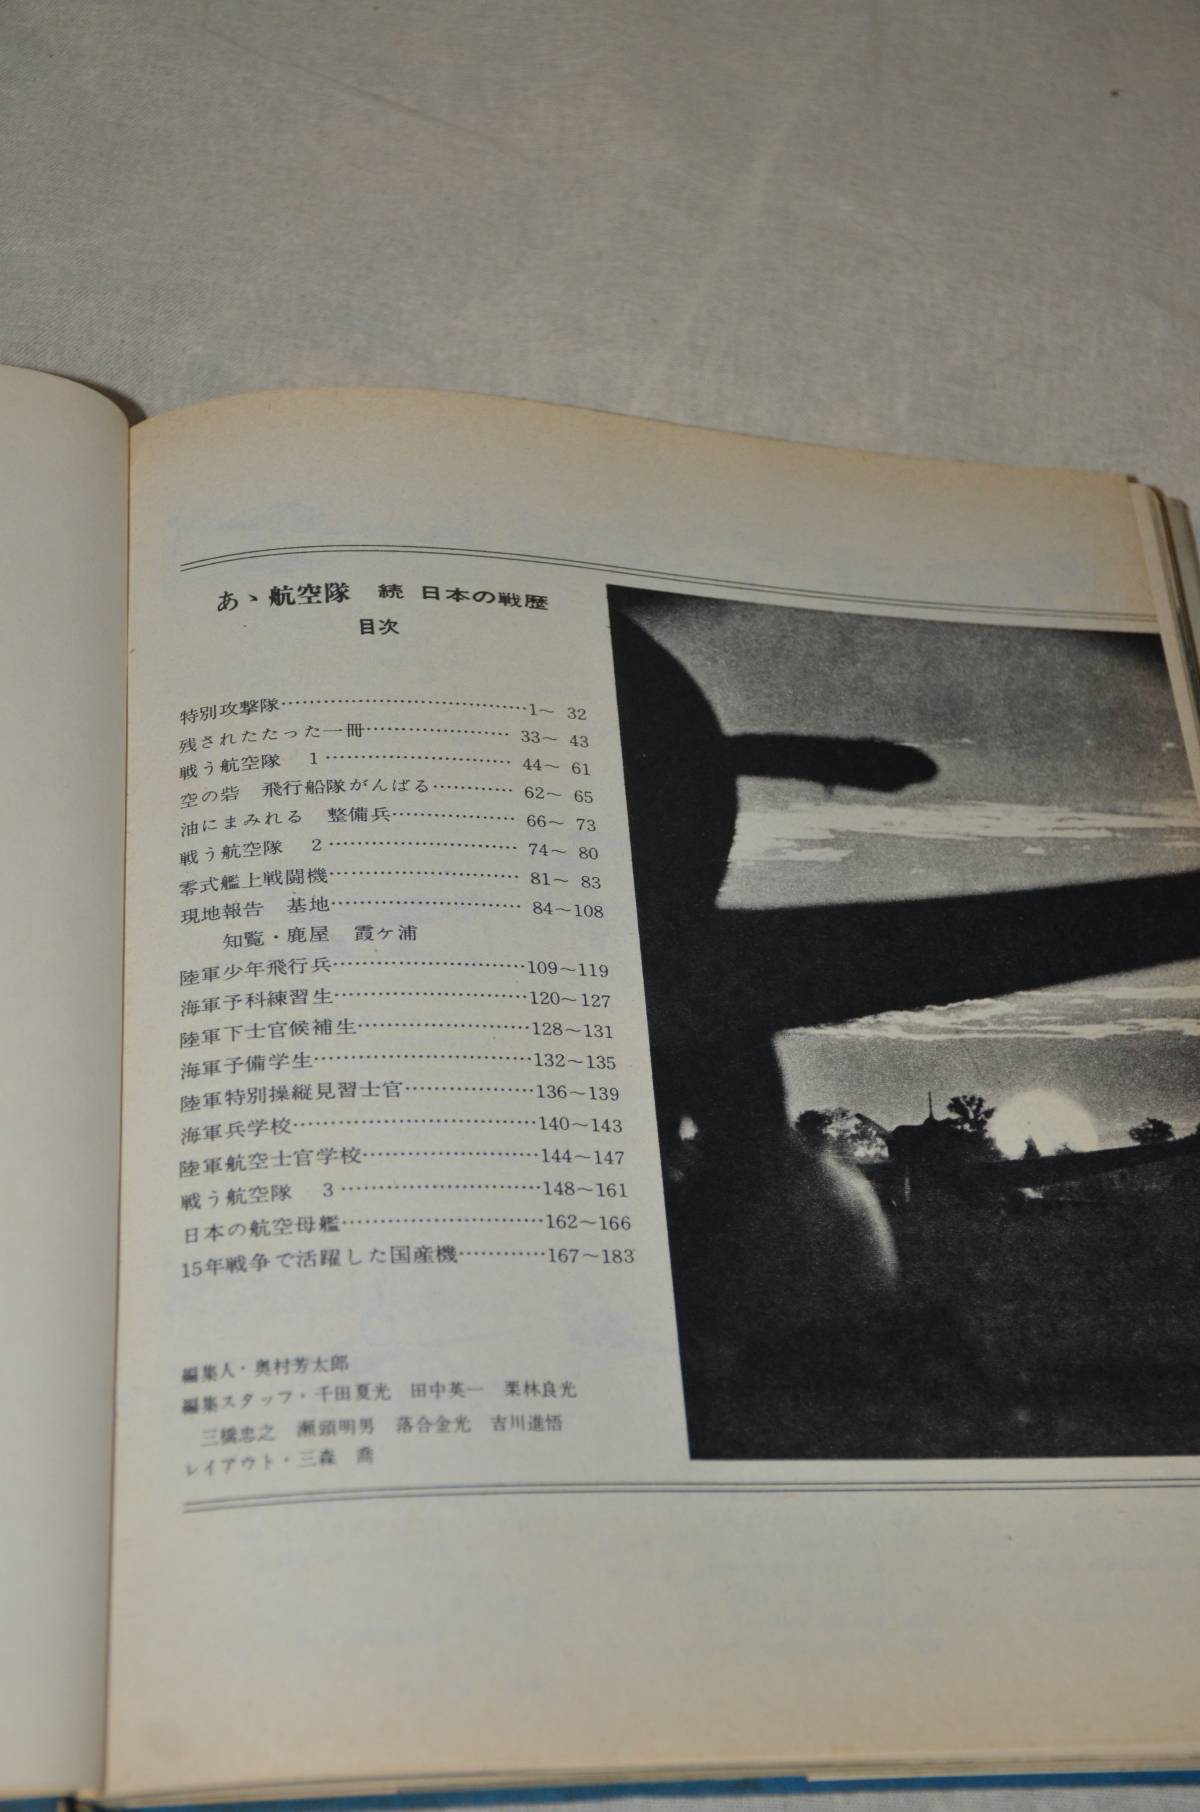 あゝ航空隊　続 日本の戦歴
目次
特別攻撃隊……………………………1〜 32
残されたたった一冊………………… 33〜 43
戦う航空隊　1……………………… 44〜 61
空の砦　飛行船隊がんばる………… 62〜 65
油にまみれる　整備兵……………… 66〜 73
戦う航空隊　2……………………… 74〜 80
零式艦上戦闘機……………………… 81〜 83
現地報告　基地……………………… 84〜108
知覧・鹿屋　霞ケ浦
陸軍少年飛行兵………………………109〜119
海軍予科練習生………………………120〜127
陸軍下士官候補生……………………128〜131
海軍予備学生…………………………132〜135
陸軍特別操縦見習士官………………136〜139
海軍兵学校……………………………140〜143
陸軍航空士官学校……………………144〜147
戦う航空隊　3………………………148〜161
日本の航空母艦………………………162〜166
15年戦争で活躍した国産機…………167〜183
編集人・奥村芳太郎
編集スタッフ・千田夏光　田中英一　栗林良光
三橋忠之　瀬頭明男　落合金光　吉川進悟
レイアウト・三森　喬